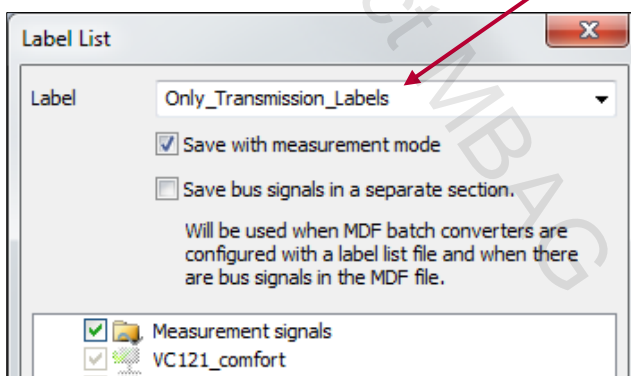 Label List
Label Only_Transmission_Labels
Save with measurement mode
Save bus signals in a separate section.
Will be used when MDF batch converters are
configured with a label list file and when there
are bus signals in the MDF file.
Measurement signals
VC121_comfort
ct MBAG